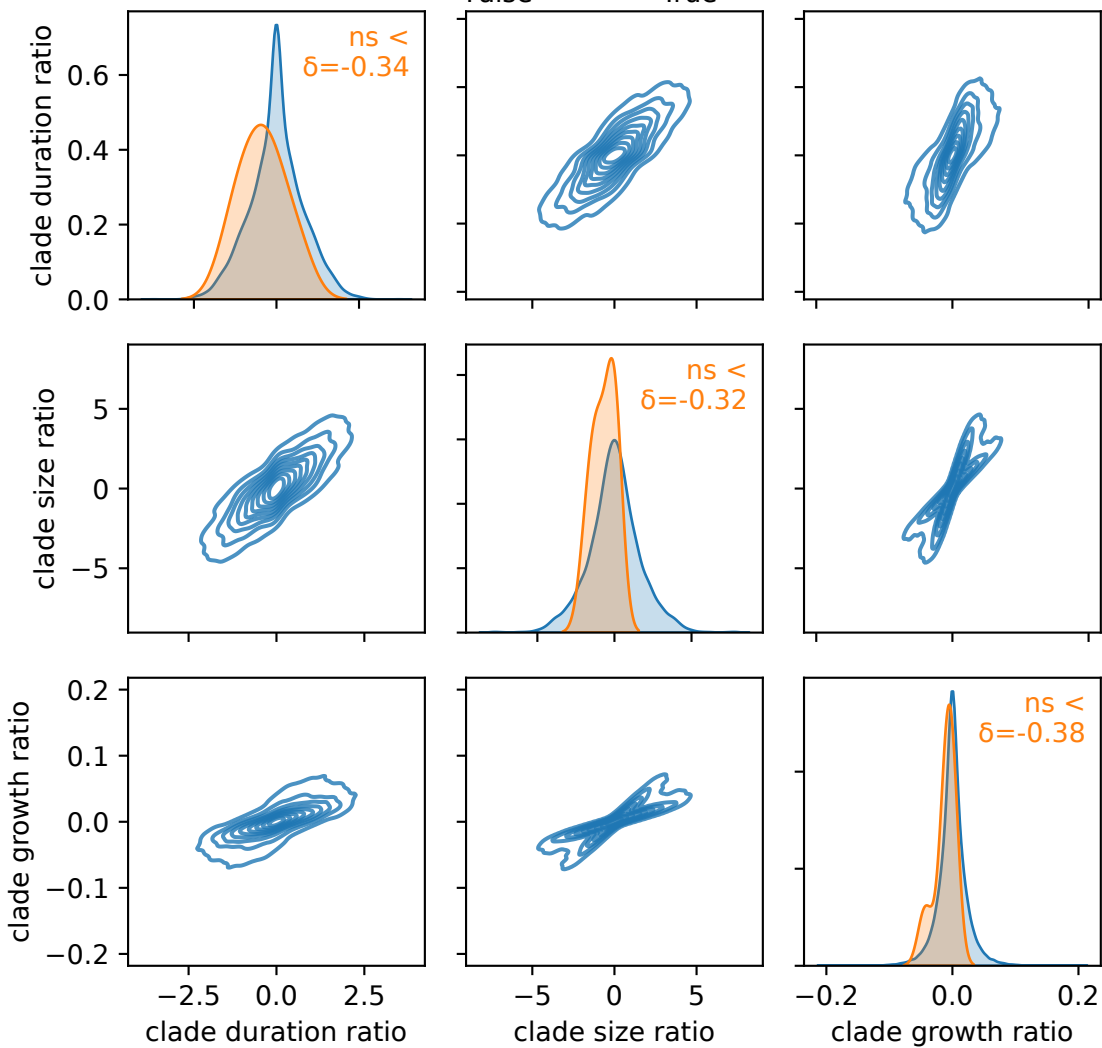 False True
clade duration ratio
0.6
0.4
0.2
0.0
ns <
δ=-0.34
clade size ratio
5
0
−5
ns <
δ=-0.32
clade growth ratio
0.2
0.1
0.0
−0.1
−0.2
ns <
δ=-0.38
−2.5 0.0 2.5
−5 0 5
−0.2 0.0 0.2
clade duration ratio
clade size ratio
clade growth ratio